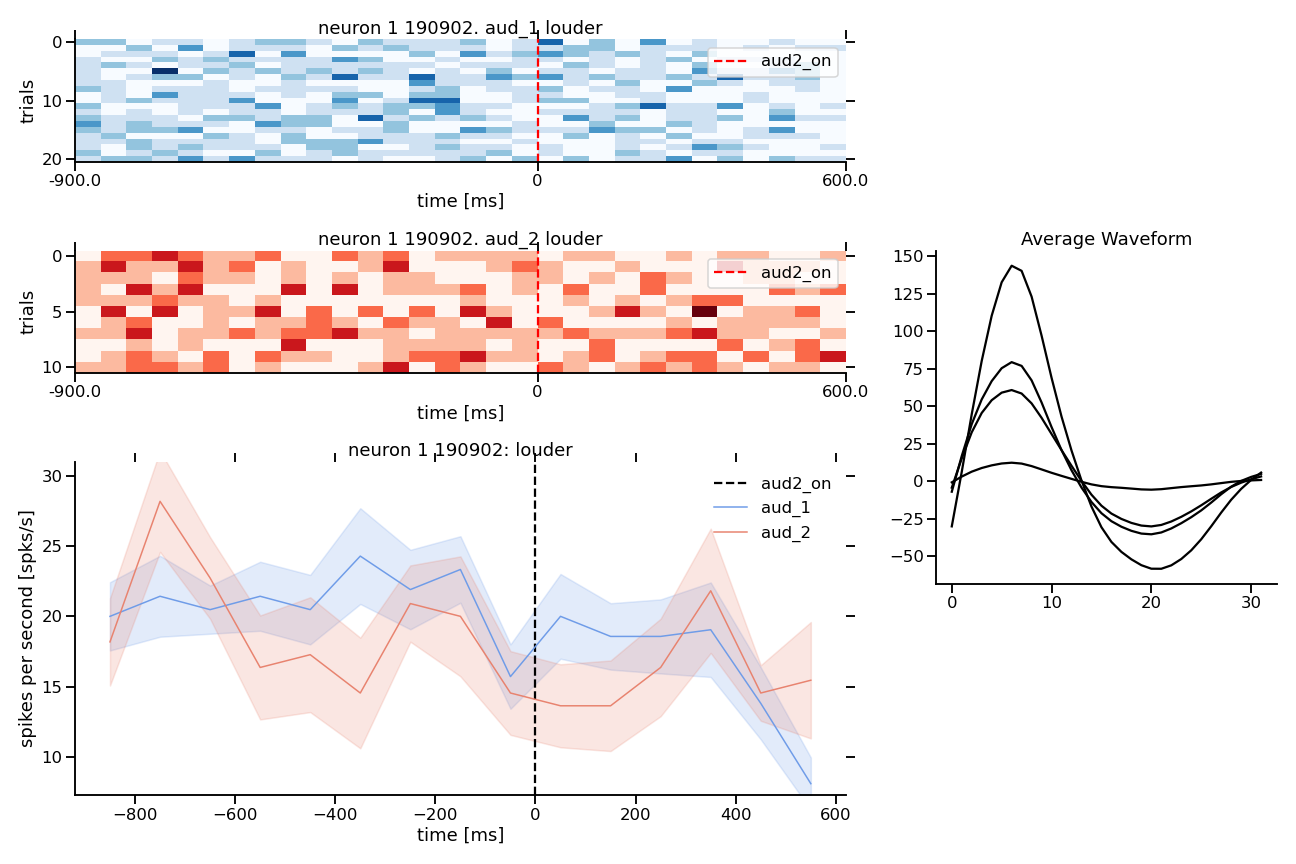 neuron 1 190902. aud_1 louder
0
10
20
trials
aud2_on
-900.0
0
600.0
time [ms]
neuron 1 190902. aud_2 louder
0
5
10
trials
aud2_on
-900.0
0
600.0
time [ms]
neuron 1 190902: louder
30
25
20
15
10
spikes per second [spks/s]
aud2_on
aud_1
aud_2
−800
−600
−400
−200
0
200
400
600
time [ms]
Average Waveform
150
125
100
75
50
25
0
−25
−50
0
10
20
30